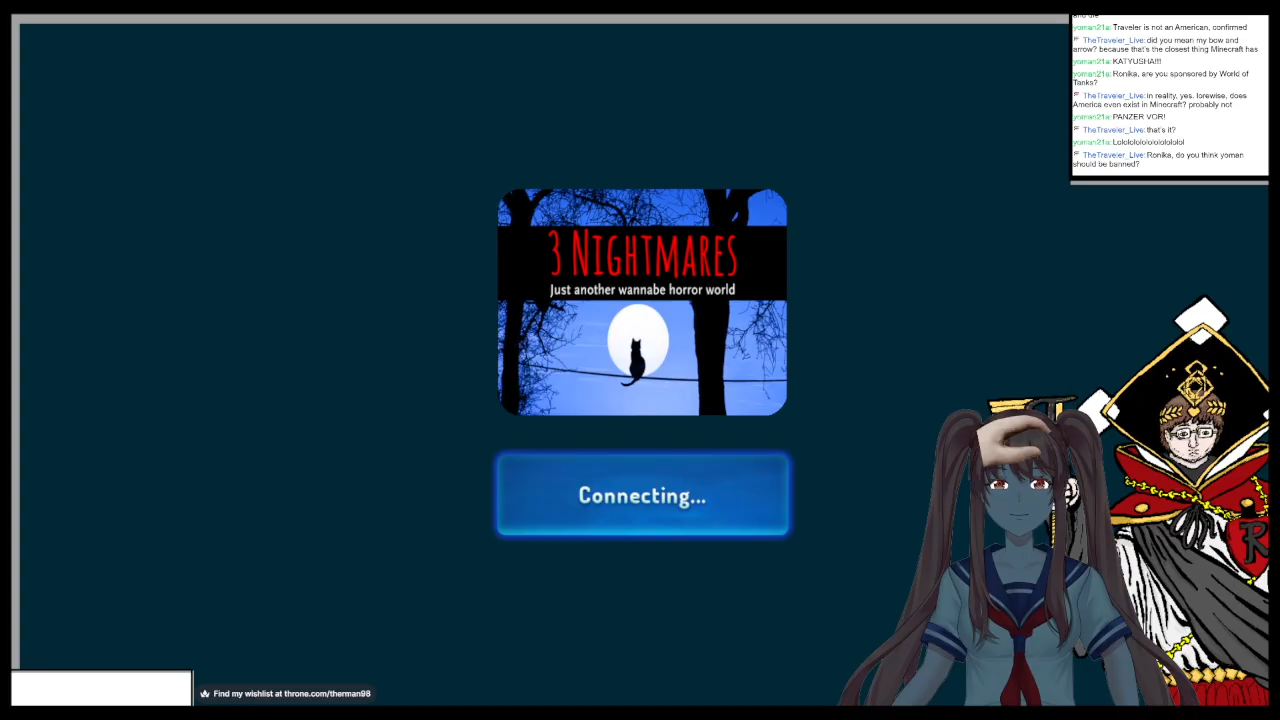 and die
yoman21a: Traveler is not an American, confirmed
TheTraveler_Live: did you mean my bow and
arrow? because that's the closest thing Minecraft has
yoman21a: KATYUSHA!!!
yoman21a: Ronika, are you sponsored by World of
Tanks?
TheTraveler_Live: in reality, yes. lorewise, does
America even exist in Minecraft? probably not
yoman21a: PANZER VOR!
TheTraveler_Live: that's it?
yoman21a: Lolololololololololol
TheTraveler_Live: Ronika, do you think yoman
should be banned?
3 NIGHTMARES
Just another wannabe horror world
Connecting...
R
Find my wishlist at throne.com/therman98